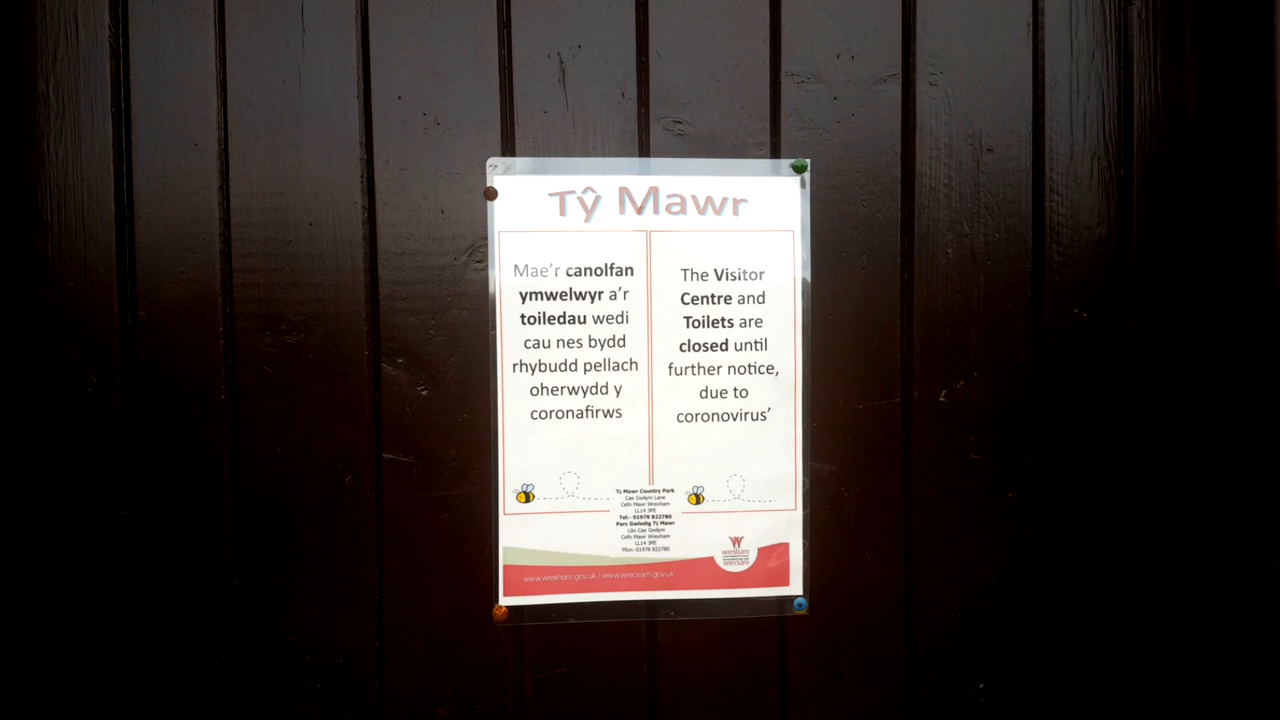 Tŷ Mawr
Mae'r canolfan
ymwelwyr a'r
toiledau wedi
cau nes bydd
rhybudd pellach
oherwydd y
coronafirws
The Visitor
Centre and
Toilets are
closed until
further notice,
due to
coronovirus'
Tŷ Mawr Country Park
Cae Gwilym Lane
Cefn Mawr Wrexham
LL14 3PE
Tel:- 01978 822780
Parc Gwledig Tŷ Mawr
Lôn Cae Gwilym
Cefn Mawr Wrexham
LL14 3PE
Ffon:- 01978 822780
wrexham
wrecsam
www.wrexham.gov.uk / www.wrecsam.gov.uk